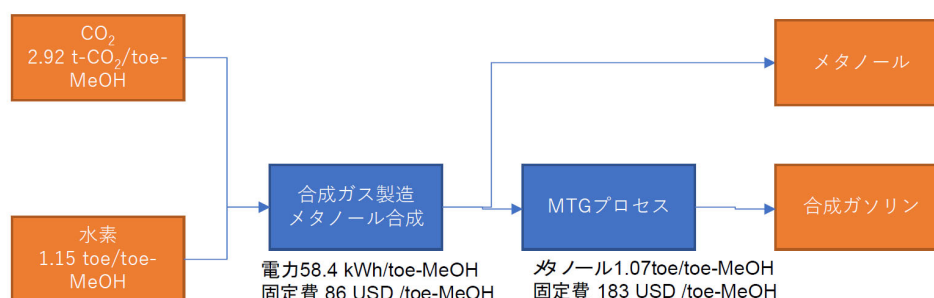 CO₂
2.92 t-CO₂/toe-
MeOH
メタノール
合成ガス製造
メタノール合成
MTGプロセス
合成ガソリン
水素
1.15 toe/toe-
MeOH
電力58.4 kWh/toe-MeOH
固定費 86 USD /toe-MeOH
メタノール1.07toe/toe-MeOH
固定費 183 USD /toe-MeOH